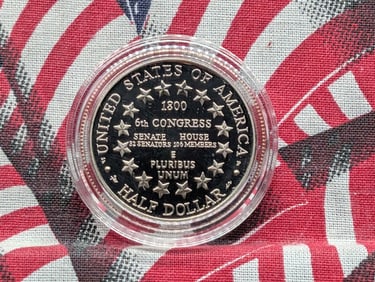 UNITED STATES OF AMERICA
1800
6th CONGRESS
SENATE HOUSE
32 SENATORS 106 MEMBERS
E
PLURIBUS
UNUM
HALF DOLLAR